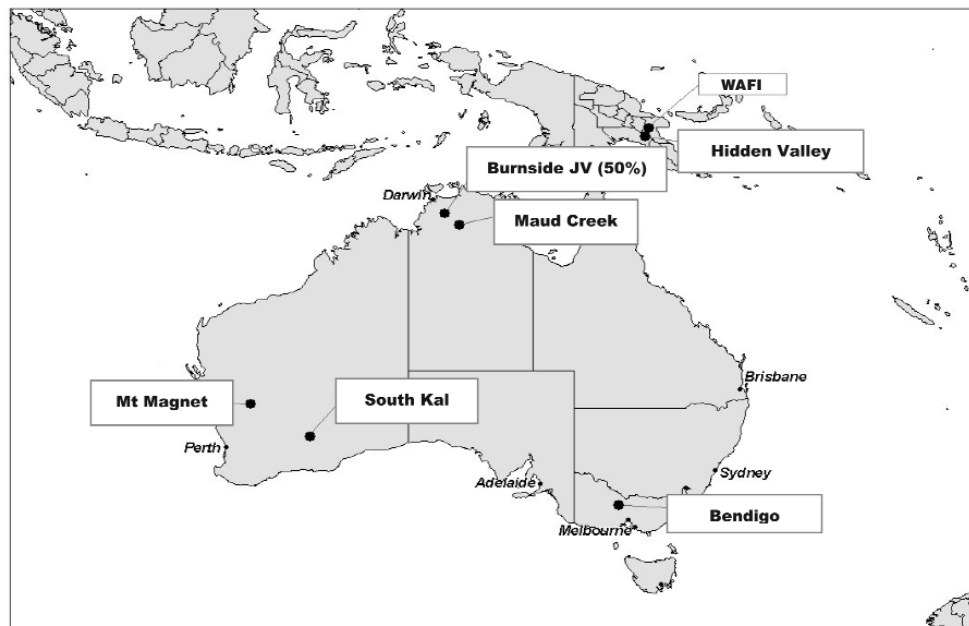 WAFI
Hidden Valley
Burnside JV (50%)
Darwin
Maud Creek
Brisbane
Mt Magnet
South Kal
Perth
Adelaide
Sydney
Bendigo
Melbourne